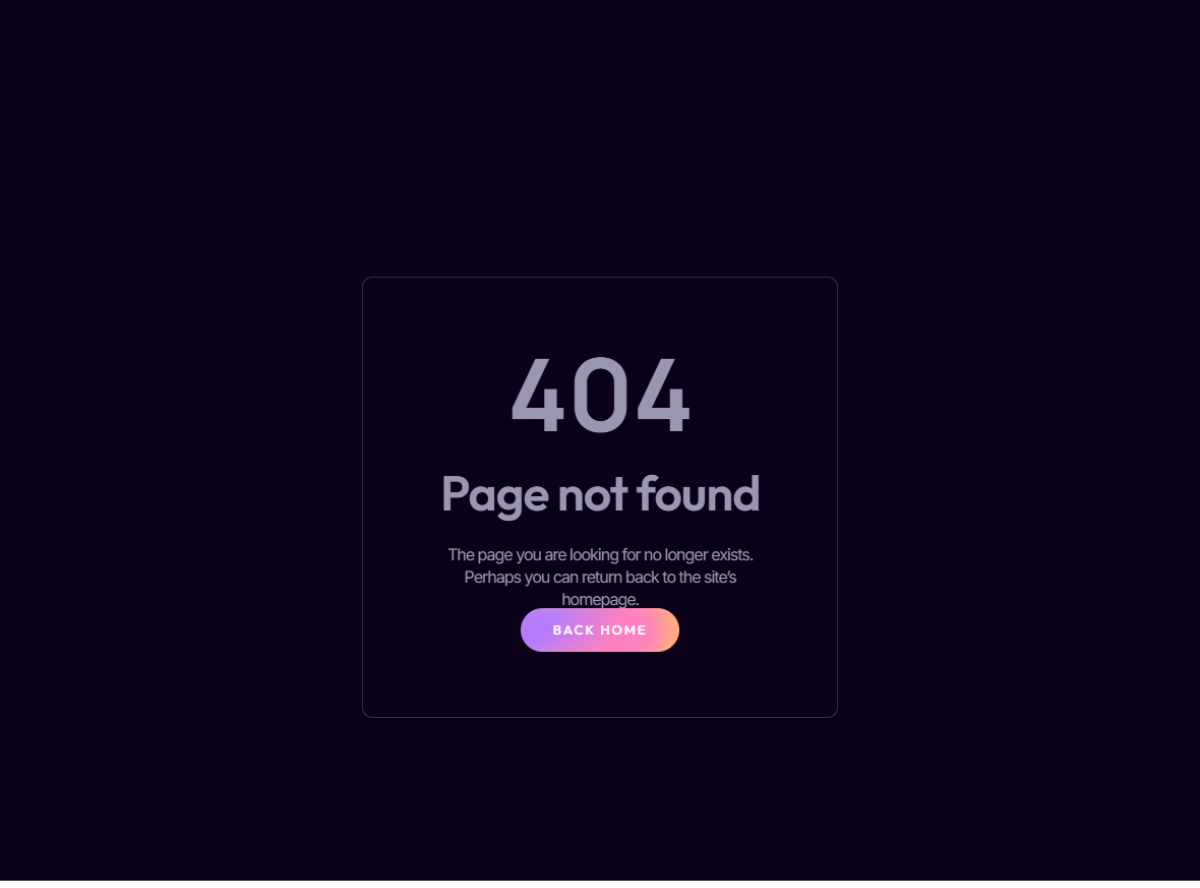 404
Page not found
The page you are looking for no longer exists.
Perhaps you can return back to the site's
homepage.
BACK HOME